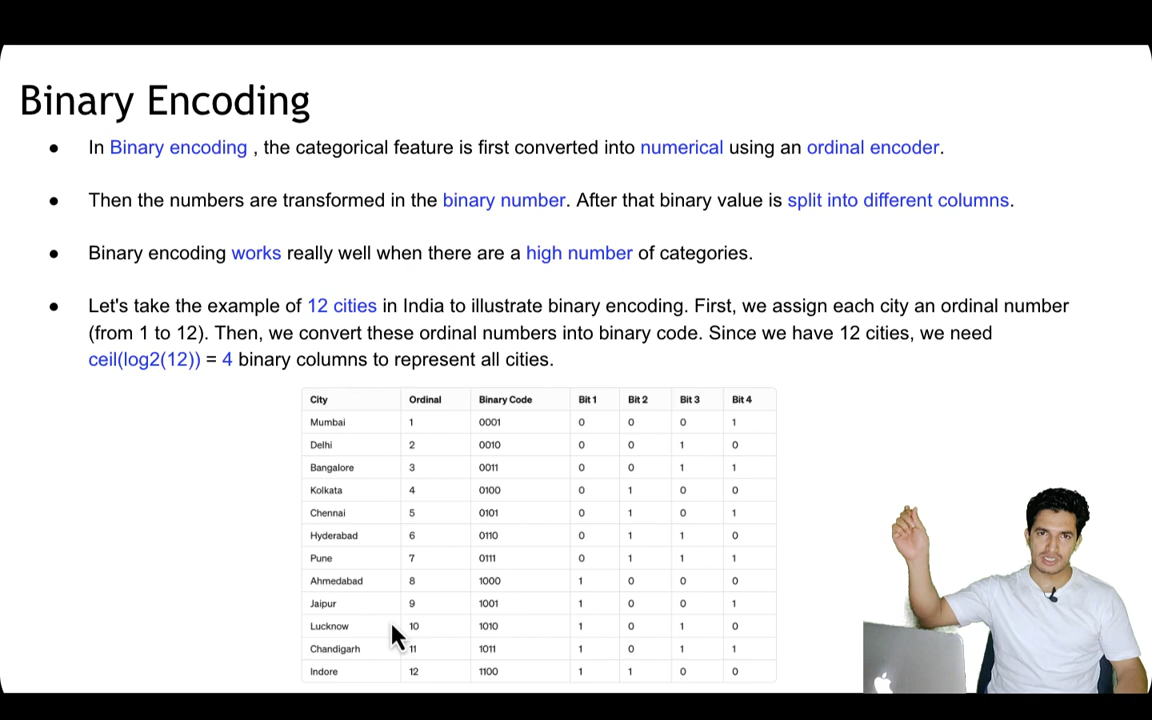 Binary Encoding
● In Binary encoding , the categorical feature is first converted into numerical using an ordinal encoder.
● Then the numbers are transformed in the binary number. After that binary value is split into different columns.
● Binary encoding works really well when there are a high number of categories.
● Let's take the example of 12 cities in India to illustrate binary encoding. First, we assign each city an ordinal number
(from 1 to 12). Then, we convert these ordinal numbers into binary code. Since we have 12 cities, we need
ceil(log2(12)) = 4 binary columns to represent all cities.
City Ordinal Binary Code Bit 1 Bit 2 Bit 3 Bit 4
Mumbai 1 0001 0 0 0 1
Delhi 2 0010 0 0 1 0
Bangalore 3 0011 0 0 1 1
Kolkata 4 0100 0 1 0 0
Chennai 5 0101 0 1 0 1
Hyderabad 6 0110 0 1 1 0
Pune 7 0111 0 1 1 1
Ahmedabad 8 1000 1 0 0 0
Jaipur 9 1001 1 0 0 1
Lucknow 10 1010 1 0 1 0
Chandigarh 11 1011 1 0 1 1
Indore 12 1100 1 1 0 0